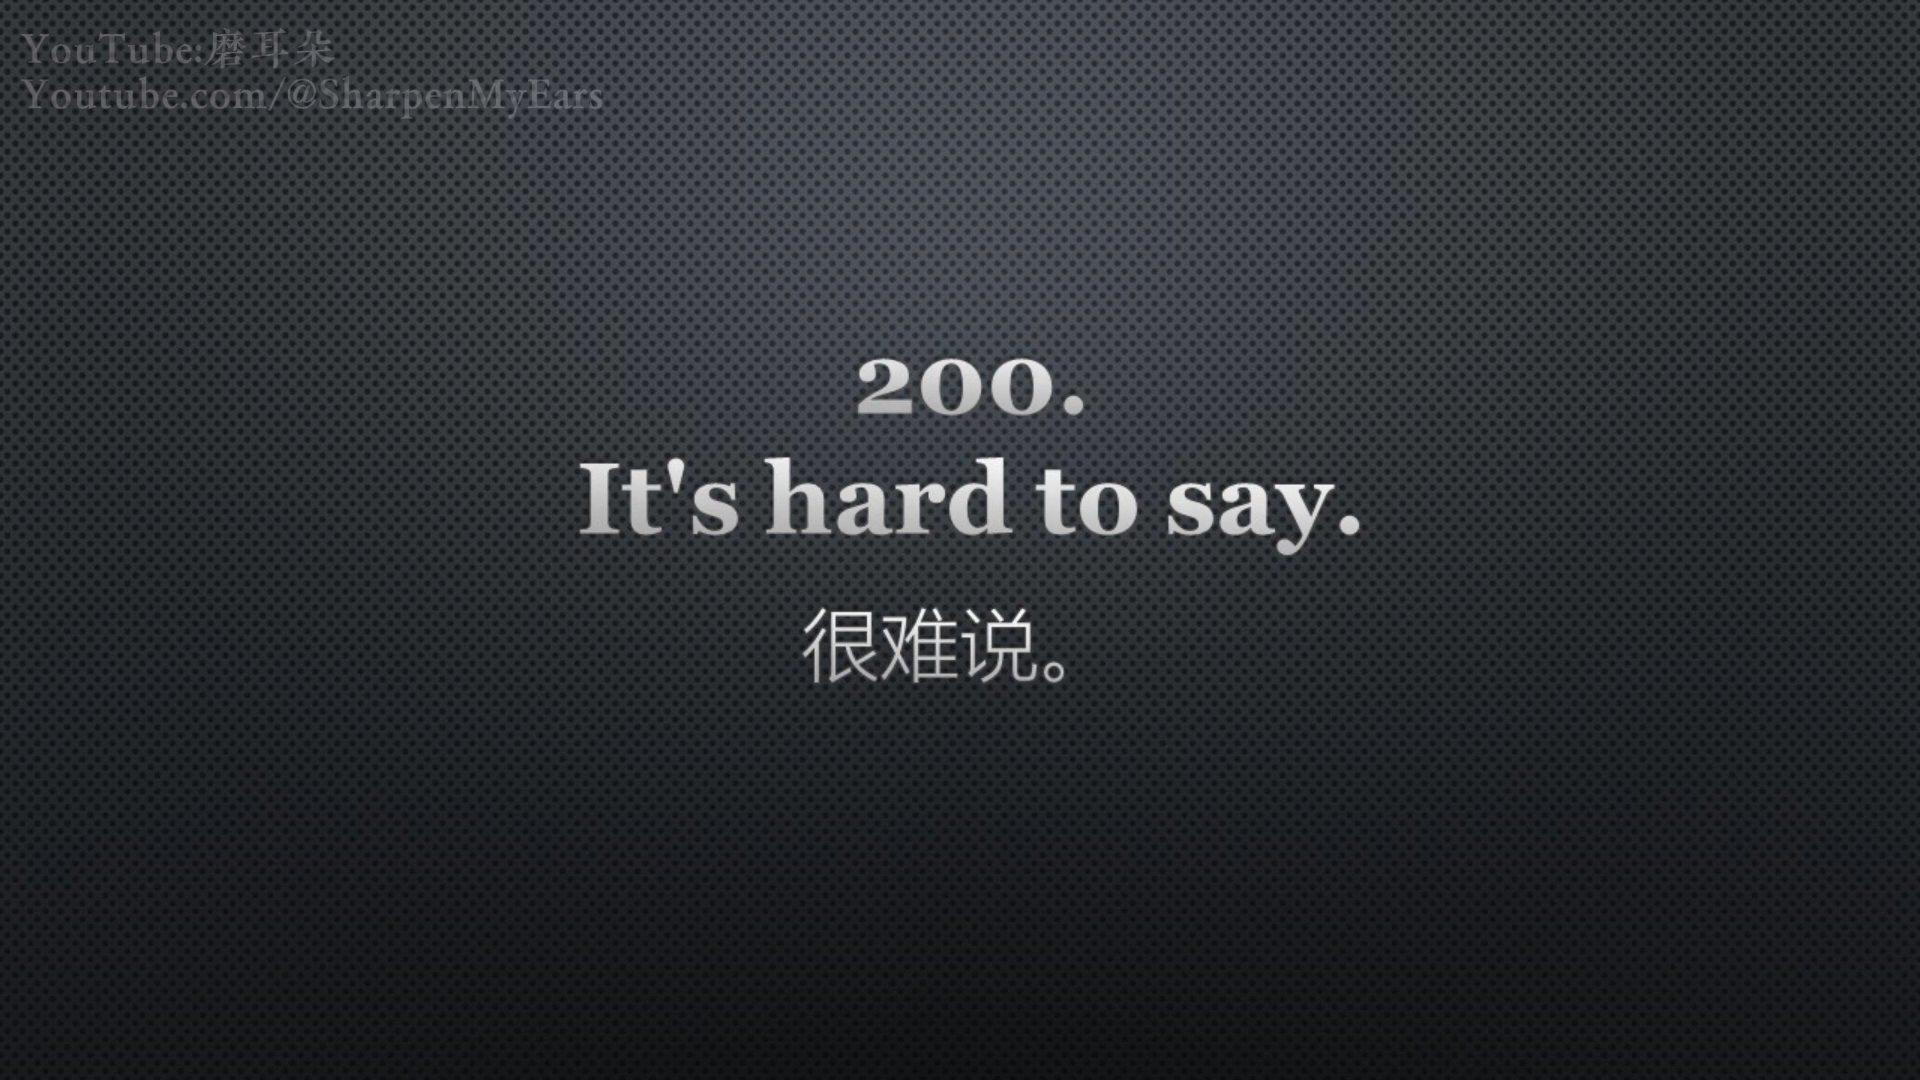 YouTube:磨耳朵
Youtube.com/@SharpenMyEars
200.
It's hard to say.
很难说。